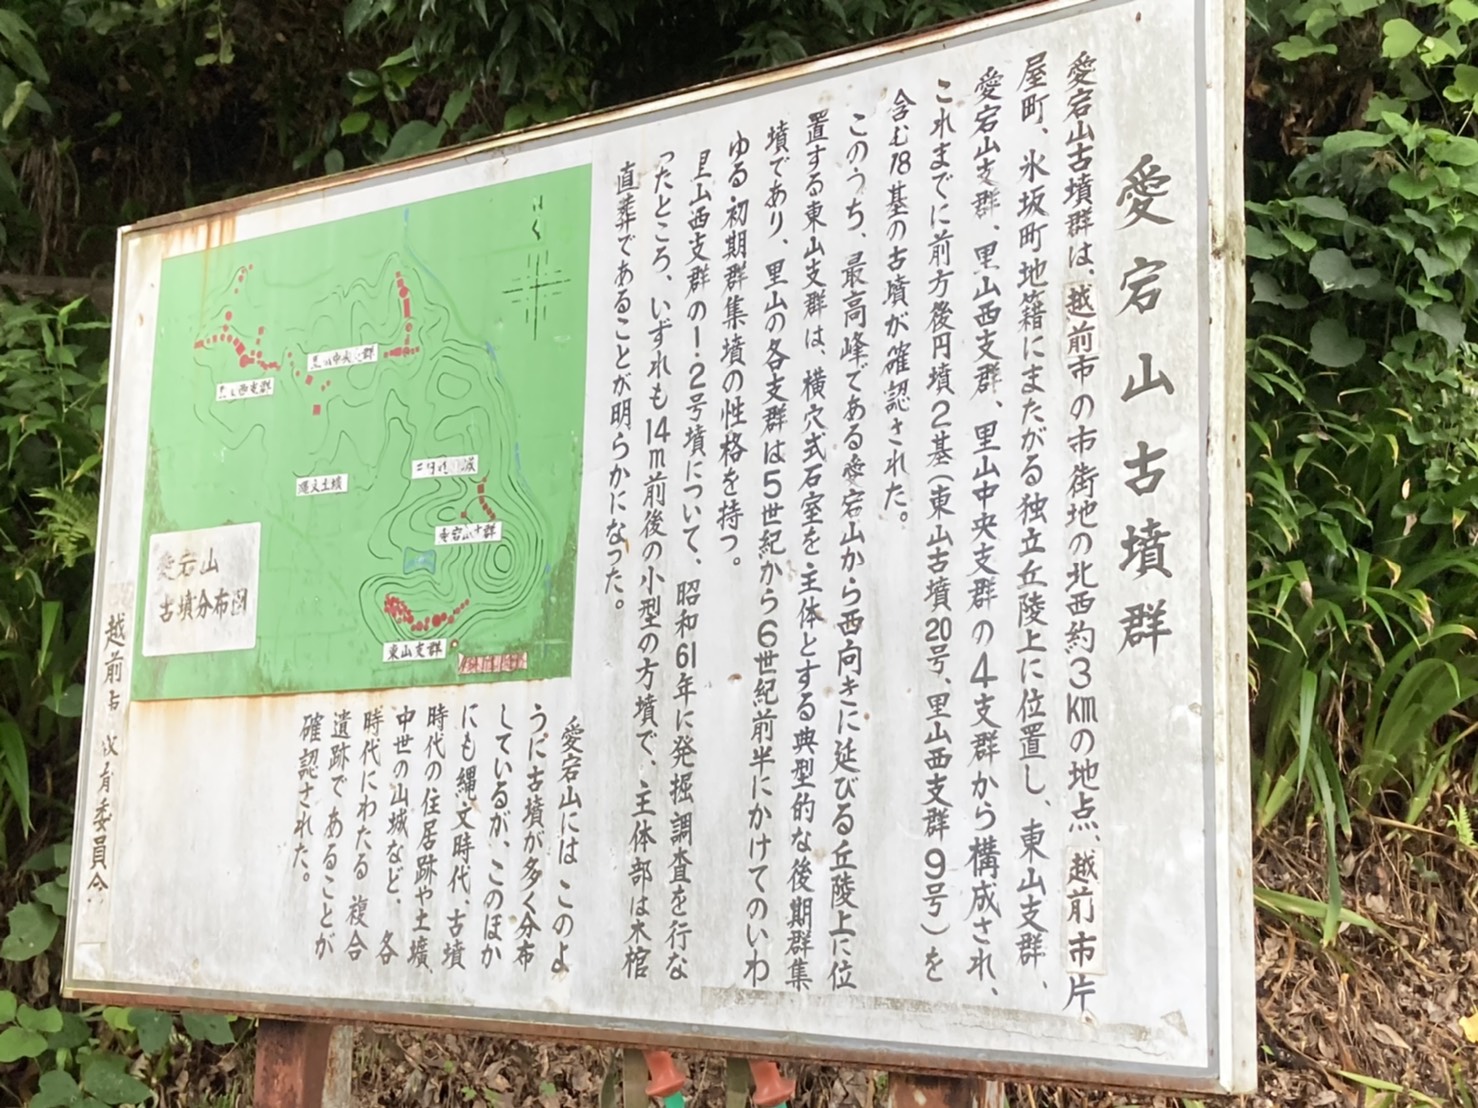 愛宕山古墳群
愛宕山古墳群は、越前市の市街地の北西約3kmの地点、越前市片
屋町、氷坂町地籍にまたがる独立丘陵上に位置し、東山支群、
愛宕山支群、里山西支群、里山中央支群の4支群から構成され、
これまでに前方後円墳2基(東山古墳20号、里山西支群9号)を
含む78基の古墳が確認された。
このうち、最高峰である愛宕山から西向きに延びる丘陵上に位
置する東山支群は、横穴式石室を主体とする典型的な後期群集
墳であり、里山の各支群は5世紀から6世紀前半にかけてのいわ
ゆる初期群集墳の性格を持つ。
里山西支群の1・2号墳について、昭和61年に発掘調査を行な
ったところ、いずれも14m前後の小型の方墳で、主体部は木棺
直葬であることが明らかになった。
愛宕山にはこのよ
うに古墳が多く分布
しているが、このほか
にも縄文時代、古墳
時代の住居跡や土壙、
中世の山城など、各
時代にわたる複合
遺跡であることが
確認された。
愛宕山
古墳分布図
縄文土壙
愛宕山支群
東山支群
越前市
育委員会